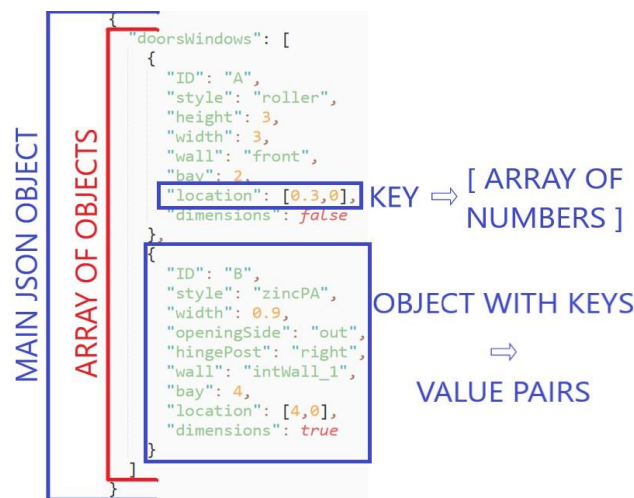 MAIN JSON OBJECT
ARRAY OF OBJECTS
{
"doorsWindows": [
{
"ID": "A",
"style": "roller",
"height": 3,
"width": 3,
"wall": "front",
"bay": 2,
"location": [0.3,0],
"dimensions": false
},
KEY ⇨ [ ARRAY OF
NUMBERS ]
{
"ID": "B",
"style": "zincPA",
"width": 0.9,
"openingSide": "out",
"hingePost": "right",
"wall": "intWall_1",
"bay": 4,
"location": [4,0],
"dimensions": true
}
]
}
OBJECT WITH KEYS
⇨
VALUE PAIRS